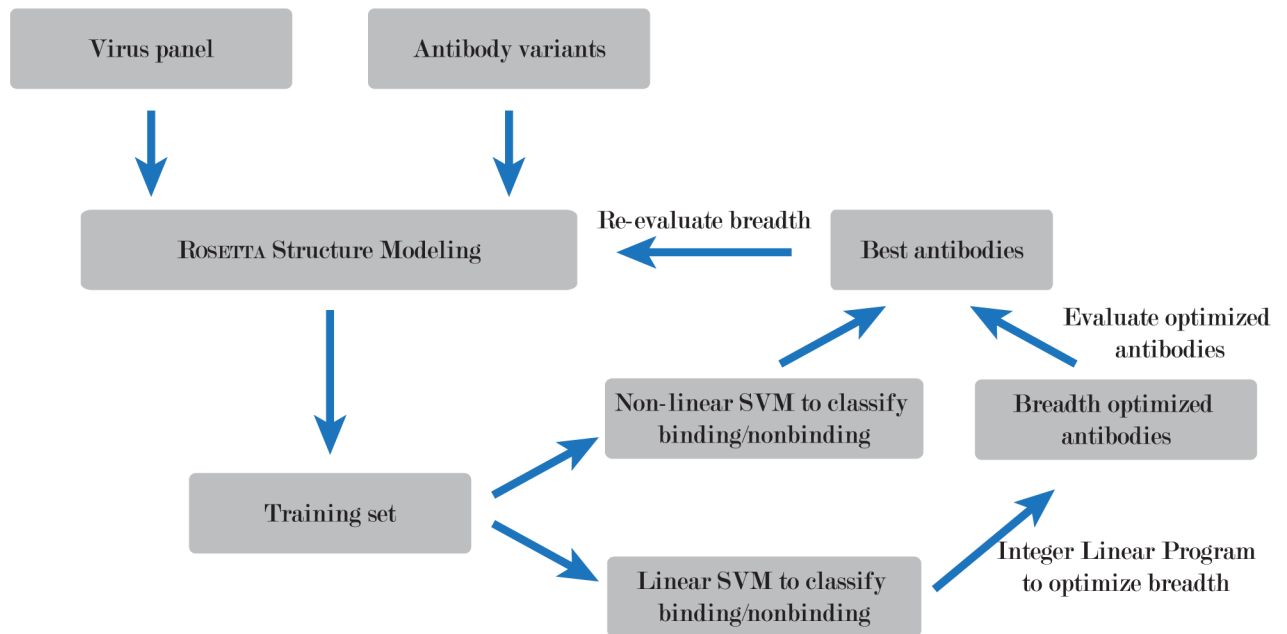 Virus panel
Antibody variants
Re-evaluate breadth
ROSETTA Structure Modeling
Best antibodies
Evaluate optimized
antibodies
Non-linear SVM to classify
binding/nonbinding
Breadth optimized
antibodies
Training set
Integer Linear Program
to optimize breadth
Linear SVM to classify
binding/nonbinding